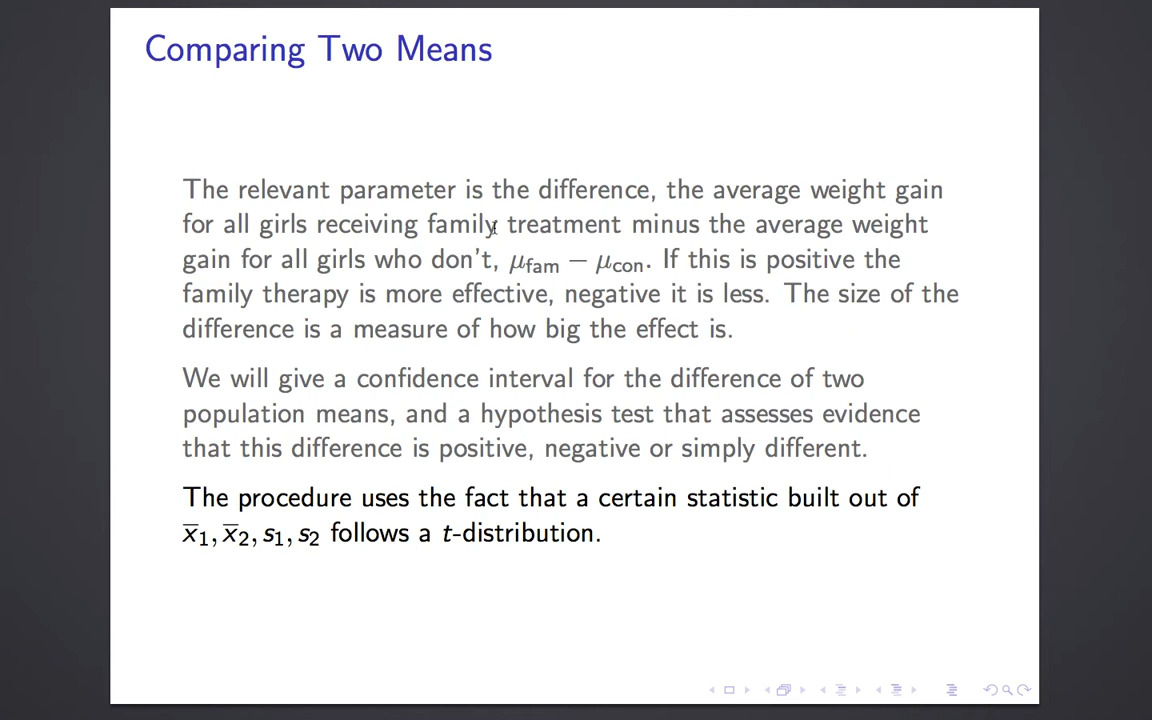 Comparing Two Means
The relevant parameter is the difference, the average weight gain
for all girls receiving family treatment minus the average weight
gain for all girls who don't, μfam − μcon. If this is positive the
family therapy is more effective, negative it is less. The size of the
difference is a measure of how big the effect is.
We will give a confidence interval for the difference of two
population means, and a hypothesis test that assesses evidence
that this difference is positive, negative or simply different.
The procedure uses the fact that a certain statistic built out of
x̄1, x̄2, s1, s2 follows a t-distribution.